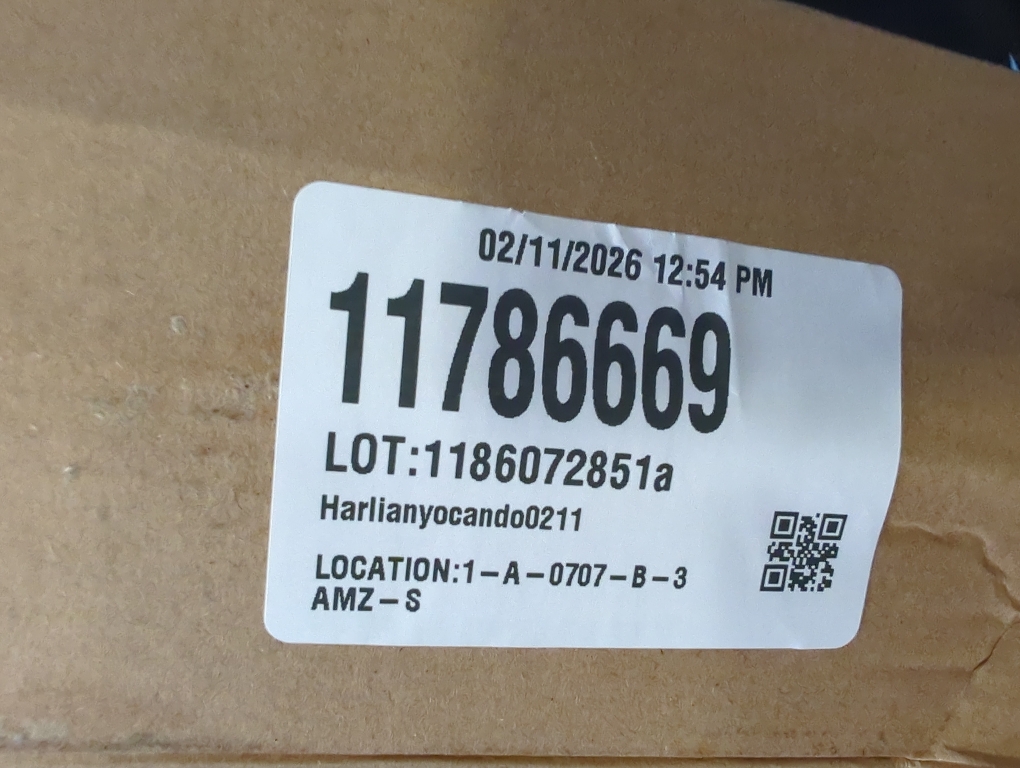 02/11/2026 12:54 PM
11786669
LOT:1186072851a
Harlianyocando0211
LOCATION:1-A-0707-B-3
AMZ-S